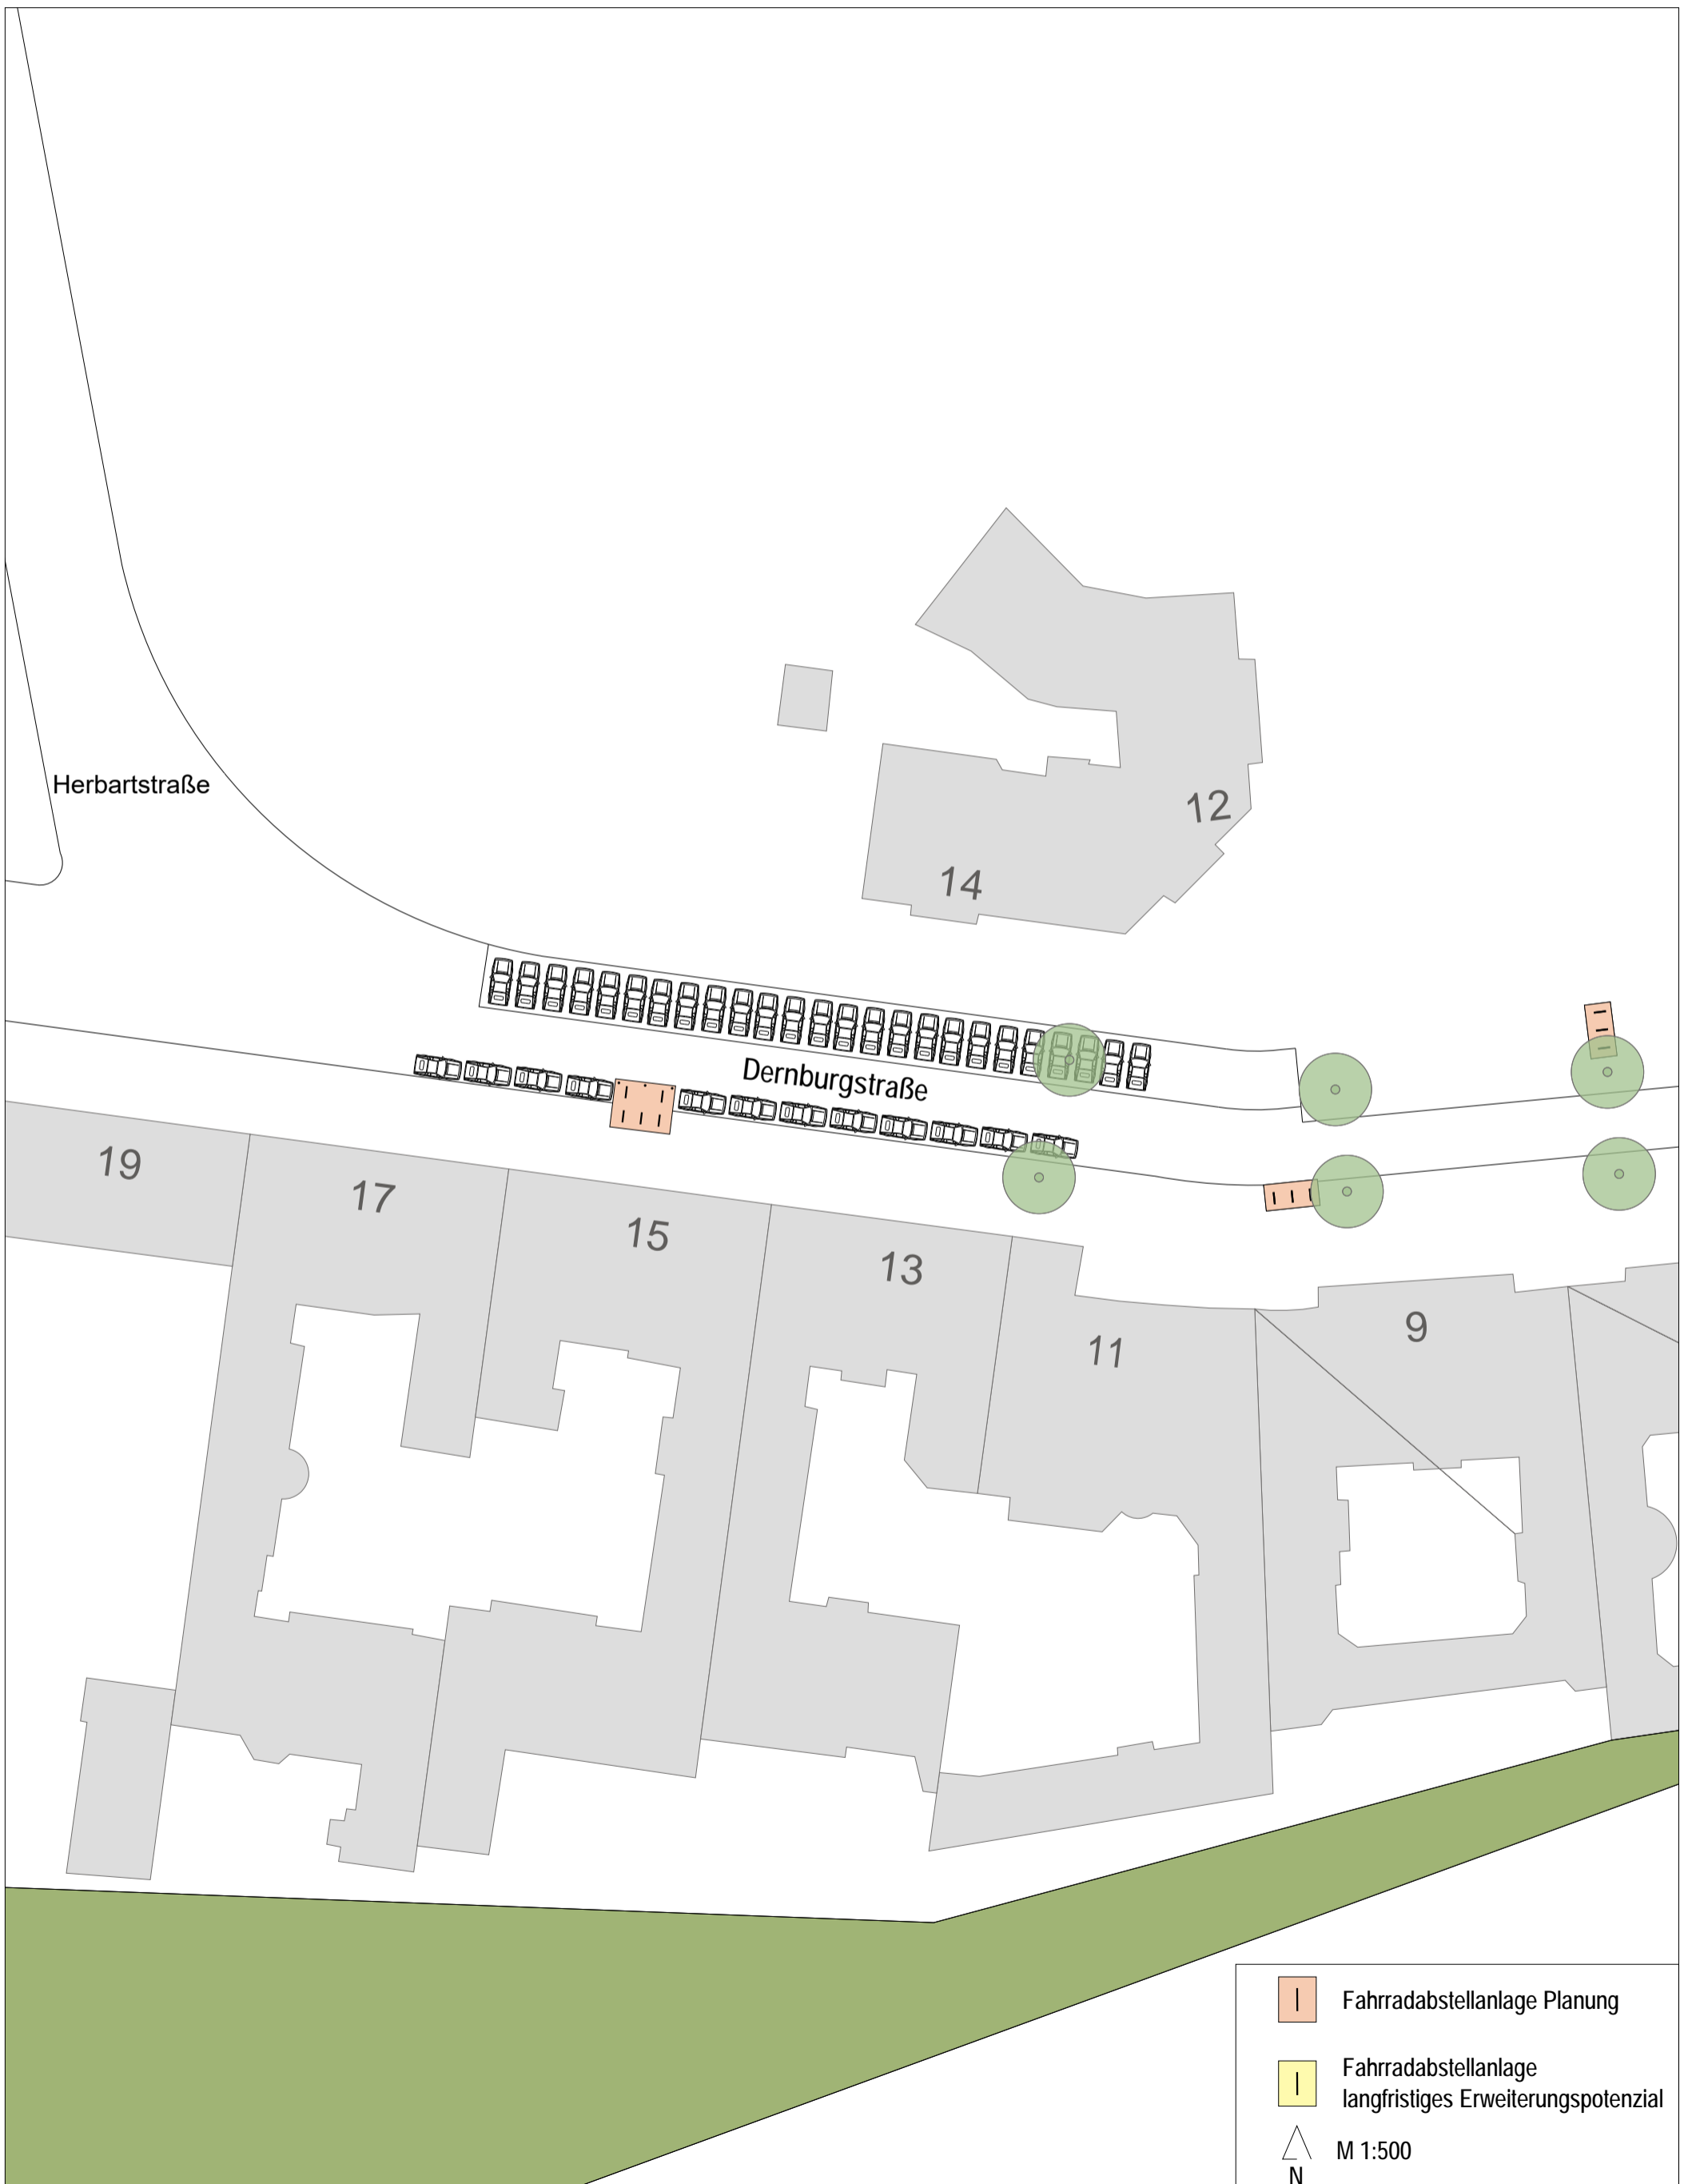 Herbartstraße
12
14
Dernburgstraße
19
17
15
13
11
9
Fahrradabstellanlage Planung
Fahrradabstellanlage
langfristiges Erweiterungspotenzial
M 1:500
N